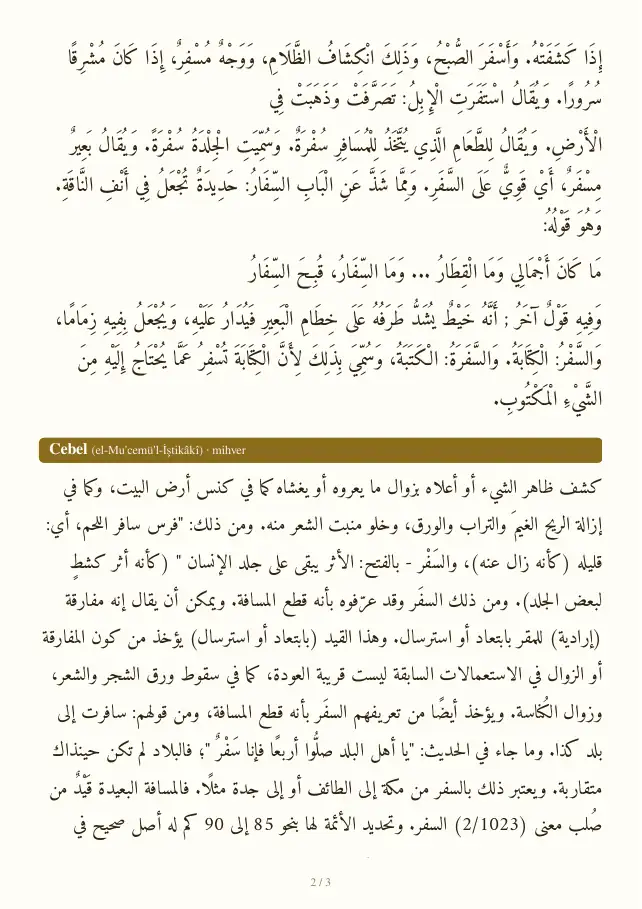 إِذَا كَشَفَتْهُ. وَأَسْفَرَ الصُّبْحُ، وَذَلِكَ انْكِشَافُ الظَّلَامِ، وَوَجْهٌ مُسْفِرٌ، إِذَا كَانَ مُشْرِقًا
سُرُورًا. وَيُقَالُ اسْتَفَرَتِ الْإِبِلُ: تَصَرَّفَتْ وَذَهَبَتْ فِي
الْأَرْضِ. وَيُقَالُ لِلطَّعَامِ الَّذِي يُتَّخَذُ لِلْمُسَافِرِ سُفْرَةٌ. وَسُمِّيَتِ الْجِلْدَةُ سُفْرَةً. وَيُقَالُ بَعِيرٌ
مِسْفَرٌ، أَيْ قَوِيٌّ عَلَى السَّفَرِ. وَمِمَّا شَذَّ عَنِ الْبَابِ السِّفَارُ: حَدِيدَةٌ تُجْعَلُ فِي أَنْفِ النَّاقَةِ.
وَهُوَ قَوْلُهُ:
مَا كَانَ أَجْمَالِي وَمَا الْقِطَارُ ... وَمَا السِّفَارُ، قُبِحَ السِّفَارُ
وَفِيهِ قَوْلٌ آخَرُ ; أَنَّهُ خَيْطٌ يُشَدُّ طَرَفُهُ عَلَى خِطَامِ الْبَعِيرِ فَيُدَارُ عَلَيْهِ، وَيُجْعَلُ بِفِيهِ زِمَامًا،
وَالسَّفْرُ: الْكِتَابَةُ. وَالسَّفَرَةُ: الْكَتَبَةُ، وَسُمِّيَ بِذَلِكَ لِأَنَّ الْكِتَابَةَ تُسْفِرُ عَمَّا يُحْتَاجُ إِلَيْهِ مِنَ
الشَّيْءِ الْمَكْتُوبِ.
Cebel (el-Mu'cemü'l-İştikâkî) · mihver
كشف ظاهر الشيء أو أعلاه بزوال ما يعروه أو يغشاه كما في كنس أرض البيت، وكما في
إزالة الريح الغيمَ والتراب والورق، وخلو منبت الشعر منه. ومن ذلك: "فرس سافر اللحم، أي:
قليله (كأنه زال عنه)، والسَفْر - بالفتح: الأثر يبقى على جلد الإنسان " (كأنه أثر كشطٍ
لبعض الجلد). ومن ذلك السفَر وقد عرّفوه بأنه قطع المسافة. ويمكن أن يقال إنه مفارقة
(إرادية) للمقر بابتعاد أو استرسال. وهذا القيد (بابتعاد أو استرسال) يؤخذ من كون المفارقة
أو الزوال في الاستعمالات السابقة ليست قريبة العودة، كما في سقوط ورق الشجر والشعر،
وزوال الكُناسة. ويؤخذ أيضًا من تعريفهم السفَر بأنه قطع المسافة، ومن قولهم: سافرت إلى
بلد كذا. وما جاء في الحديث: "يا أهل البلد صلُّوا أربعًا فإنا سَفْرٌ "؛ فالبلاد لم تكن حينذاك
متقاربة. ويعتبر ذلك بالسفر من مكة إلى الطائف أو إلى جدة مثلًا. فالمسافة البعيدة قَيْدٌ من
صُلب معنى (2/1023) السفر. وتحديد الأئمة لها بنحو 85 إلى 90 كم له أصل صحيح في
2 / 3